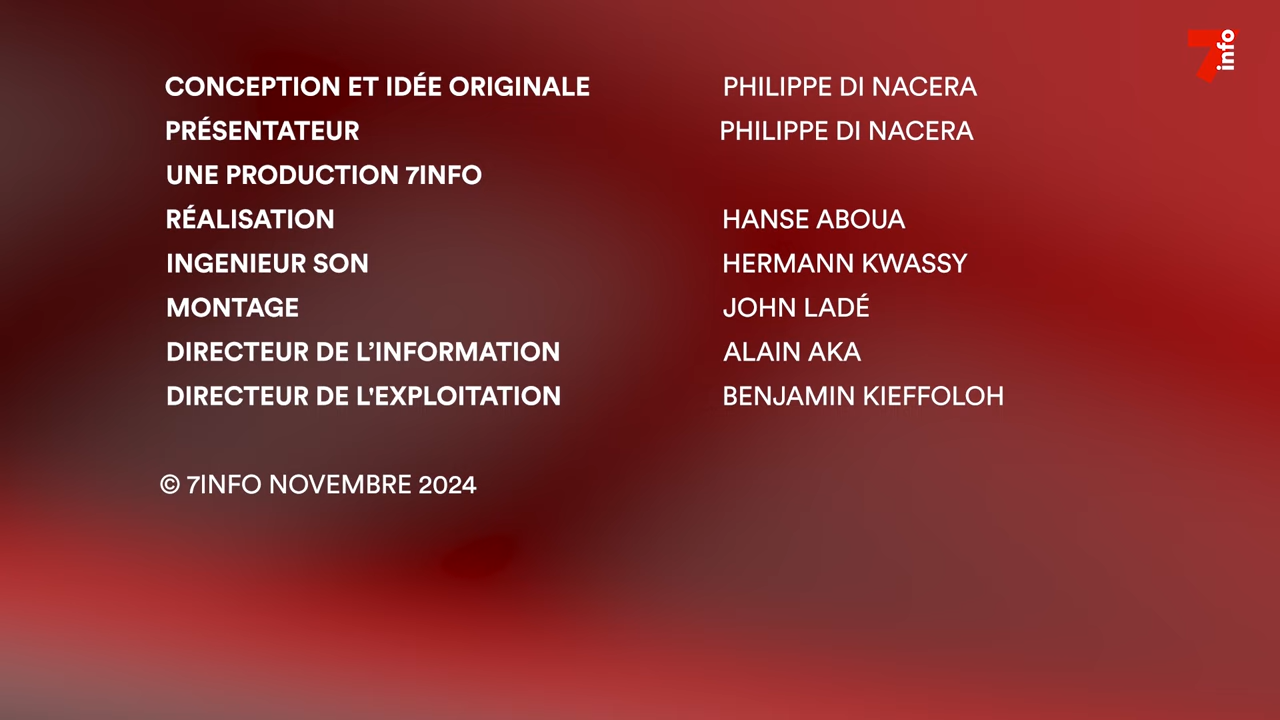 7info
CONCEPTION ET IDÉE ORIGINALE PHILIPPE DI NACERA
PRÉSENTATEUR PHILIPPE DI NACERA
UNE PRODUCTION 7INFO
RÉALISATION HANSE ABOUA
INGENIEUR SON HERMANN KWASSY
MONTAGE JOHN LADÉ
DIRECTEUR DE L’INFORMATION ALAIN AKA
DIRECTEUR DE L'EXPLOITATION BENJAMIN KIEFFOLOH
© 7INFO NOVEMBRE 2024